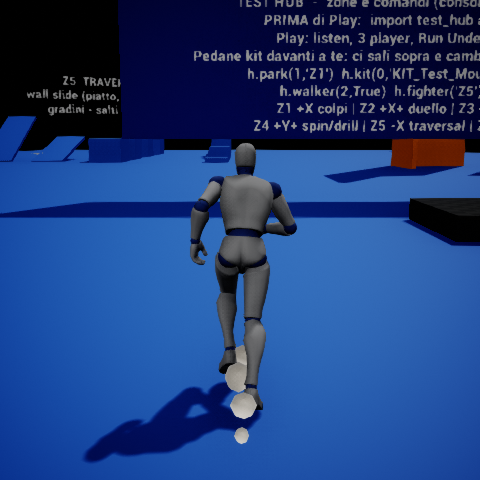 TEST HUB - zone e comandi (consol
PRIMA di Play: import test_hub a
Play: listen, 3 player, Run Unde
Pedane kit davanti a te: ci sali sopra e camb
h.park(1,'Z1') h.kit(0,'KIT_Test_Mou
h.walker(2,True) h.fighter('Z5')
Z1 +X colpi | Z2 +X+ duello | Z3 -
Z4 +Y+ spin/drill | Z5 -X traversal | Z
Z5 TRAVER
wall slide (piatto,
gradini - salti